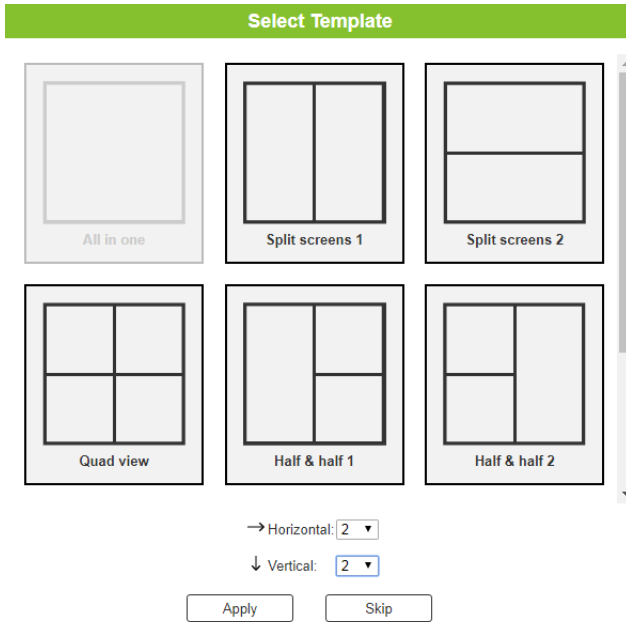 Select Template
All in one
Split screens 1
Split screens 2
Quad view
Half & half 1
Half & half 2
→ Horizontal: 2 ▼
↓ Vertical: 2 ▼
Apply
Skip